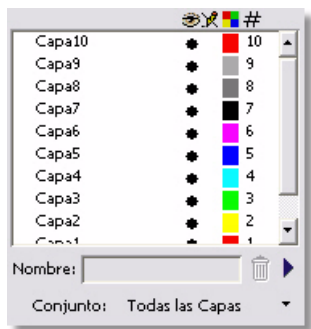 #
Capa10 10
Capa9 9
Capa8 8
Capa7 7
Capa6 6
Capa5 5
Capa4 4
Capa3 3
Capa2 2
Capa1 1
Nombre:
Conjunto: Todas las Capas